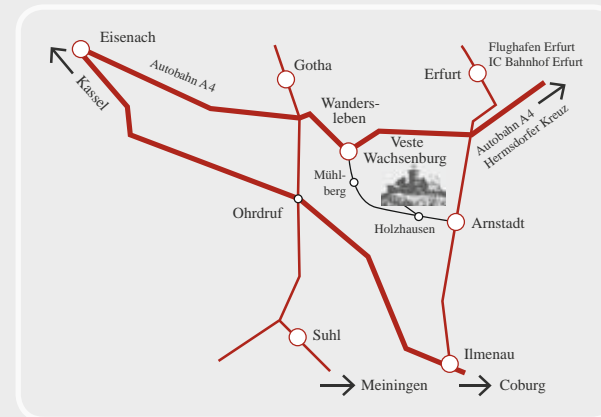 Eisenach
Flughafen Erfurt
IC Bahnhof Erfurt
Gotha
Erfurt
Autobahn A4
Kassel
Wanders-
leben
Autobahn A4
Hermsdorfer Kreuz
Veste
Wachsenburg
Mühl-
berg
Ohrdruf
Holzhausen
Arnstadt
Suhl
Ilmenau
Meiningen
Coburg